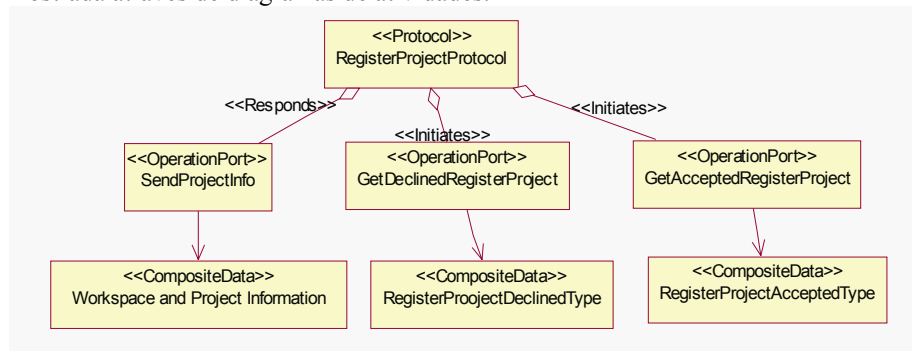 <<Protocol>>
RegisterProjectProtocol
<<Responds>>
<<Initiates>>
<<Initiates>>
<<OperationPort>>
SendProjectInfo
<<OperationPort>>
GetDeclinedRegisterProject
<<OperationPort>>
GetAcceptedRegisterProject
<<CompositeData>>
Workspace and Project Information
<<CompositeData>>
RegisterProojectDeclinedType
<<CompositeData>>
RegisterProjectAcceptedType